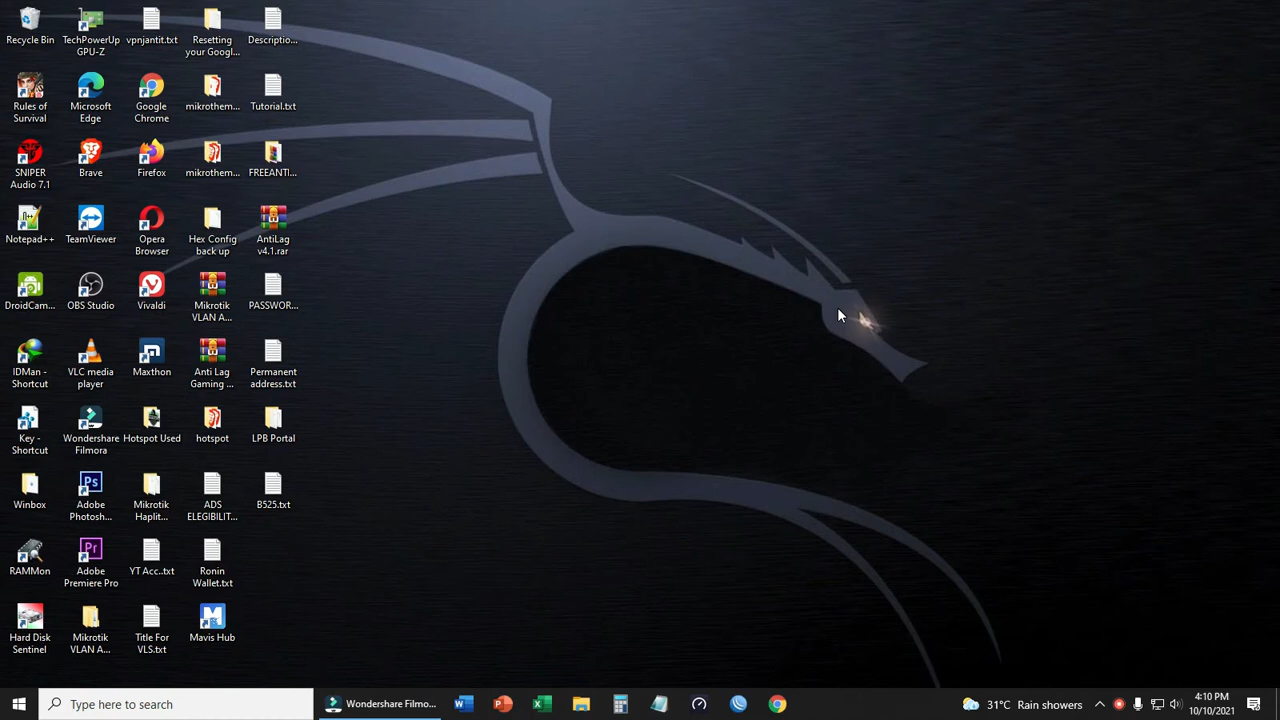 Recycle Bin
TechPowerUp
GPU-Z
vpnjantit.txt
Resetting
your Googl...
Descriptio...
Rules of
Survival
Microsoft
Edge
Google
Chrome
mikrothem...
Tutorial.txt
SNIPER
Audio 7.1
Brave
Firefox
mikrothem...
FREEANTI...
Notepad++
TeamViewer
Opera
Browser
Hex Config
back up
AntiLag
v4.1.rar
DroidCam...
OBS Studio
Vivaldi
Mikrotik
VLAN A...
PASSWOR...
IDMan -
Shortcut
VLC media
player
Maxthon
Anti Lag
Gaming ...
Permanent
address.txt
Key -
Shortcut
Wondershare
Filmora
Hotspot Used
hotspot
LPB Portal
Winbox
Adobe
Photosh...
Mikrotik
Haplit...
ADS
ELEGIBILIT...
B525.txt
RAMMon
Adobe
Premiere Pro
YT Acc..txt
Ronin
Wallet.txt
Hard Disk
Sentinel
Mikrotik
VLAN A...
Title For
VLS.txt
Mavis Hub
Type here to search
Wondershare Filmo...
31°C Rain showers
4:10 PM
10/10/2021